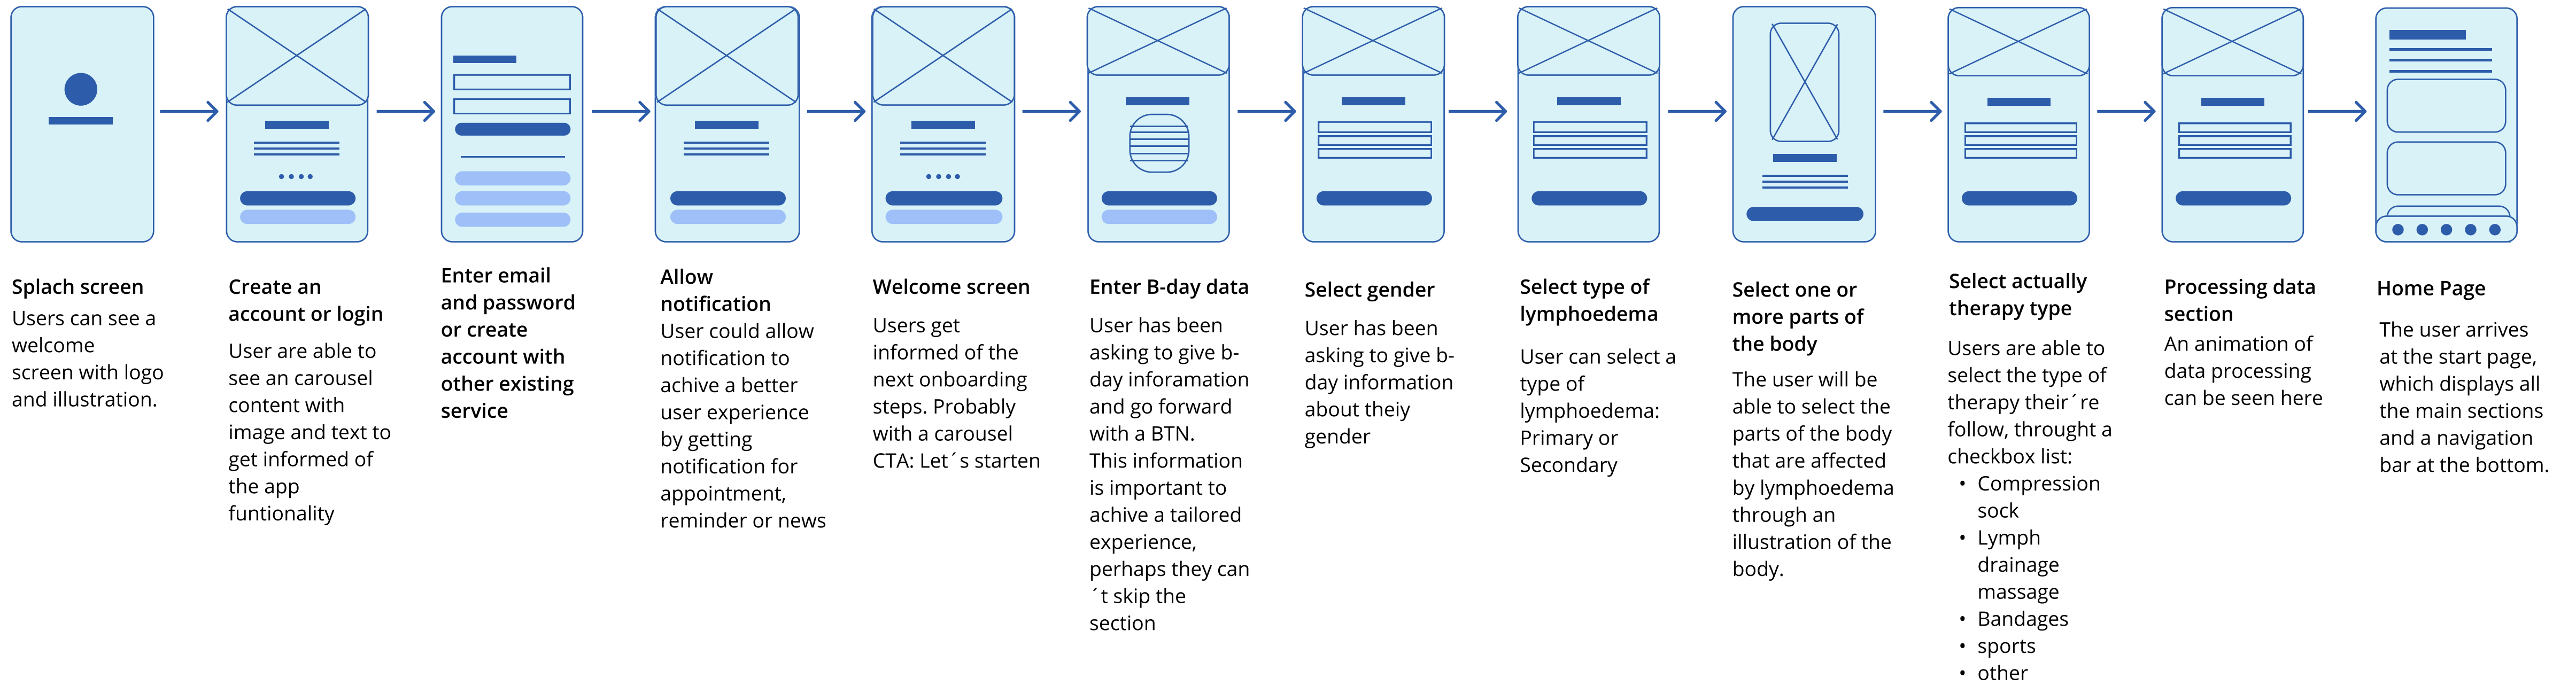 Splach screen
Users can see a
welcome
screen with logo
and illustration.
Create an
account or login
User are able to
see an carousel
content with
image and text to
get informed of
the app
funtionality
Enter email
and password
or create
account with
other existing
service
Allow
notification
User could allow
notification to
achive a better
user experience
by getting
notification for
appointment,
reminder or news
Welcome screen
Users get
informed of the
next onboarding
steps. Probably
with a carousel
CTA: Let´s starten
Enter B-day data
User has been
asking to give b-
day inforamation
and go forward
with a BTN.
This information
is important to
achive a tailored
experience,
perhaps they can
´t skip the
section
Select gender
User has been
asking to give b-
day information
about theiy
gender
Select type of
lymphoedema
User can select a
type of
lymphoedema:
Primary or
Secondary
Select one or
more parts of
the body
The user will be
able to select the
parts of the body
that are affected
by lymphoedema
through an
illustration of the
body.
Select actually
therapy type
Users are able to
select the type of
therapy their´re
follow, throught a
checkbox list:
• Compression
sock
• Lymph
drainage
massage
• Bandages
• sports
• other
Processing data
section
An animation of
data processing
can be seen here
Home Page
The user arrives
at the start page,
which displays all
the main sections
and a navigation
bar at the bottom.